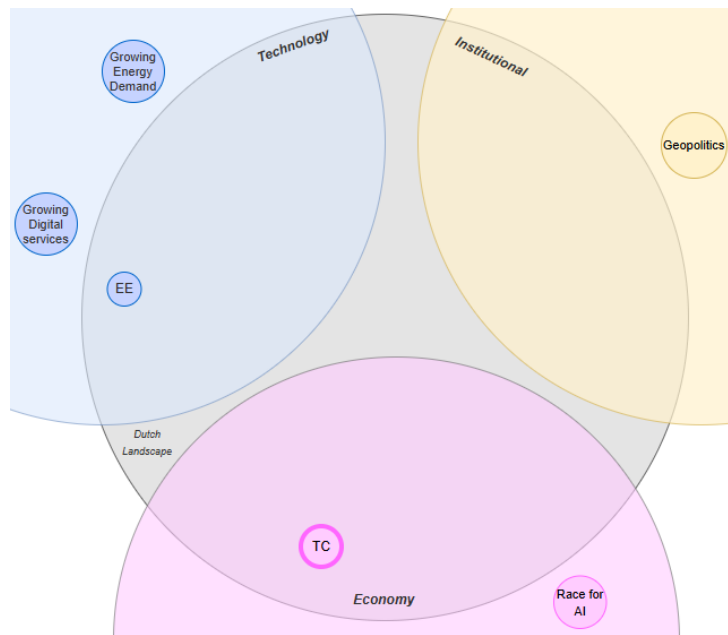 Technology
Institutional
Growing
Energy
Demand
Geopolitics
Growing
Digital
services
EE
Dutch
Landscape
TC
Economy
Race for
AI